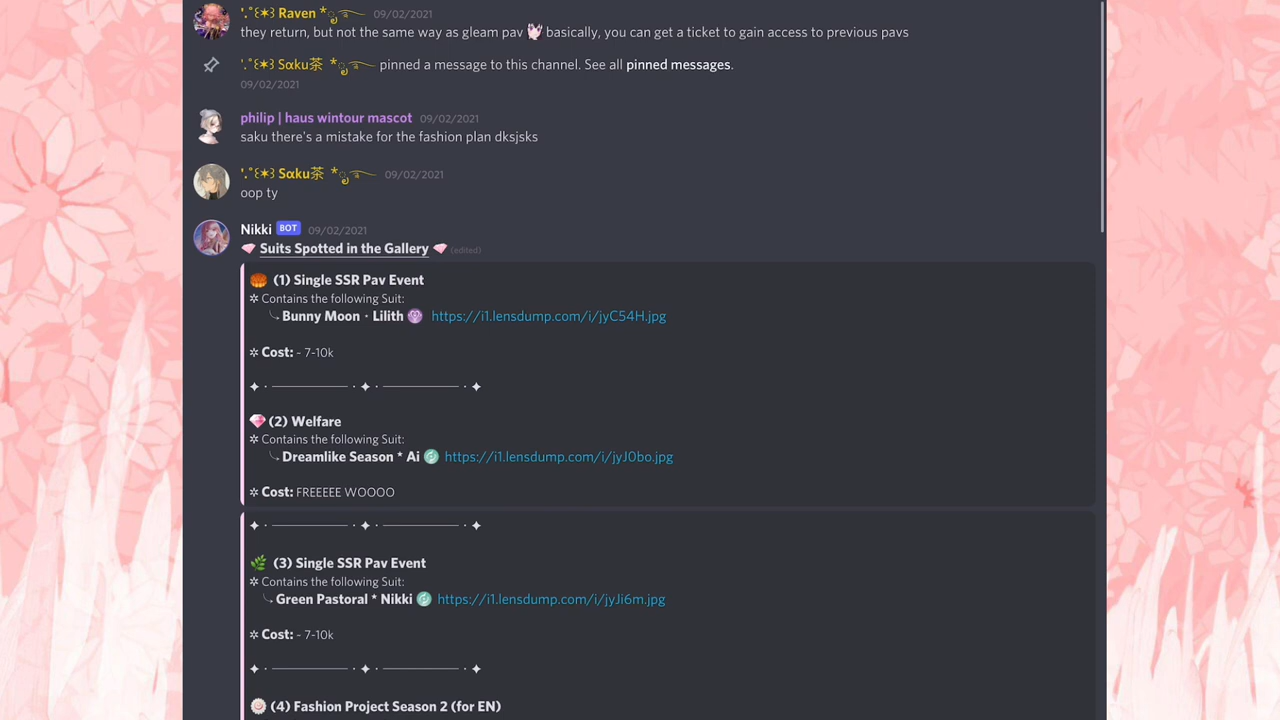 '·˚꒰✶꒱ Raven *ೃ࿐ 09/02/2021
they return, but not the same way as gleam pav basically, you can get a ticket to gain access to previous pavs
'·˚꒰✶꒱ Sαku茶 *ೃ࿐ pinned a message to this channel. See all pinned messages.
09/02/2021
philip | haus wintour mascot 09/02/2021
saku there's a mistake for the fashion plan dksjsks
'·˚꒰✶꒱ Sαku茶 *ೃ࿐ 09/02/2021
oop ty
Nikki BOT 09/02/2021
Suits Spotted in the Gallery (edited)
(1) Single SSR Pav Event
✲ Contains the following Suit:
⤷ Bunny Moon · Lilith https://i1.lensdump.com/i/jyC54H.jpg
✲ Cost: - 7-10k
✦ · ────────── · ✦ · ────────── · ✦
(2) Welfare
✲ Contains the following Suit:
⤷ Dreamlike Season * Ai https://i1.lensdump.com/i/jyJ0bo.jpg
✲ Cost: FREEEEE WOOOO
✦ · ────────── · ✦ · ────────── · ✦
(3) Single SSR Pav Event
✲ Contains the following Suit:
⤷ Green Pastoral * Nikki https://i1.lensdump.com/i/jyJi6m.jpg
✲ Cost: - 7-10k
✦ · ────────── · ✦ · ────────── · ✦
(4) Fashion Project Season 2 (for EN)